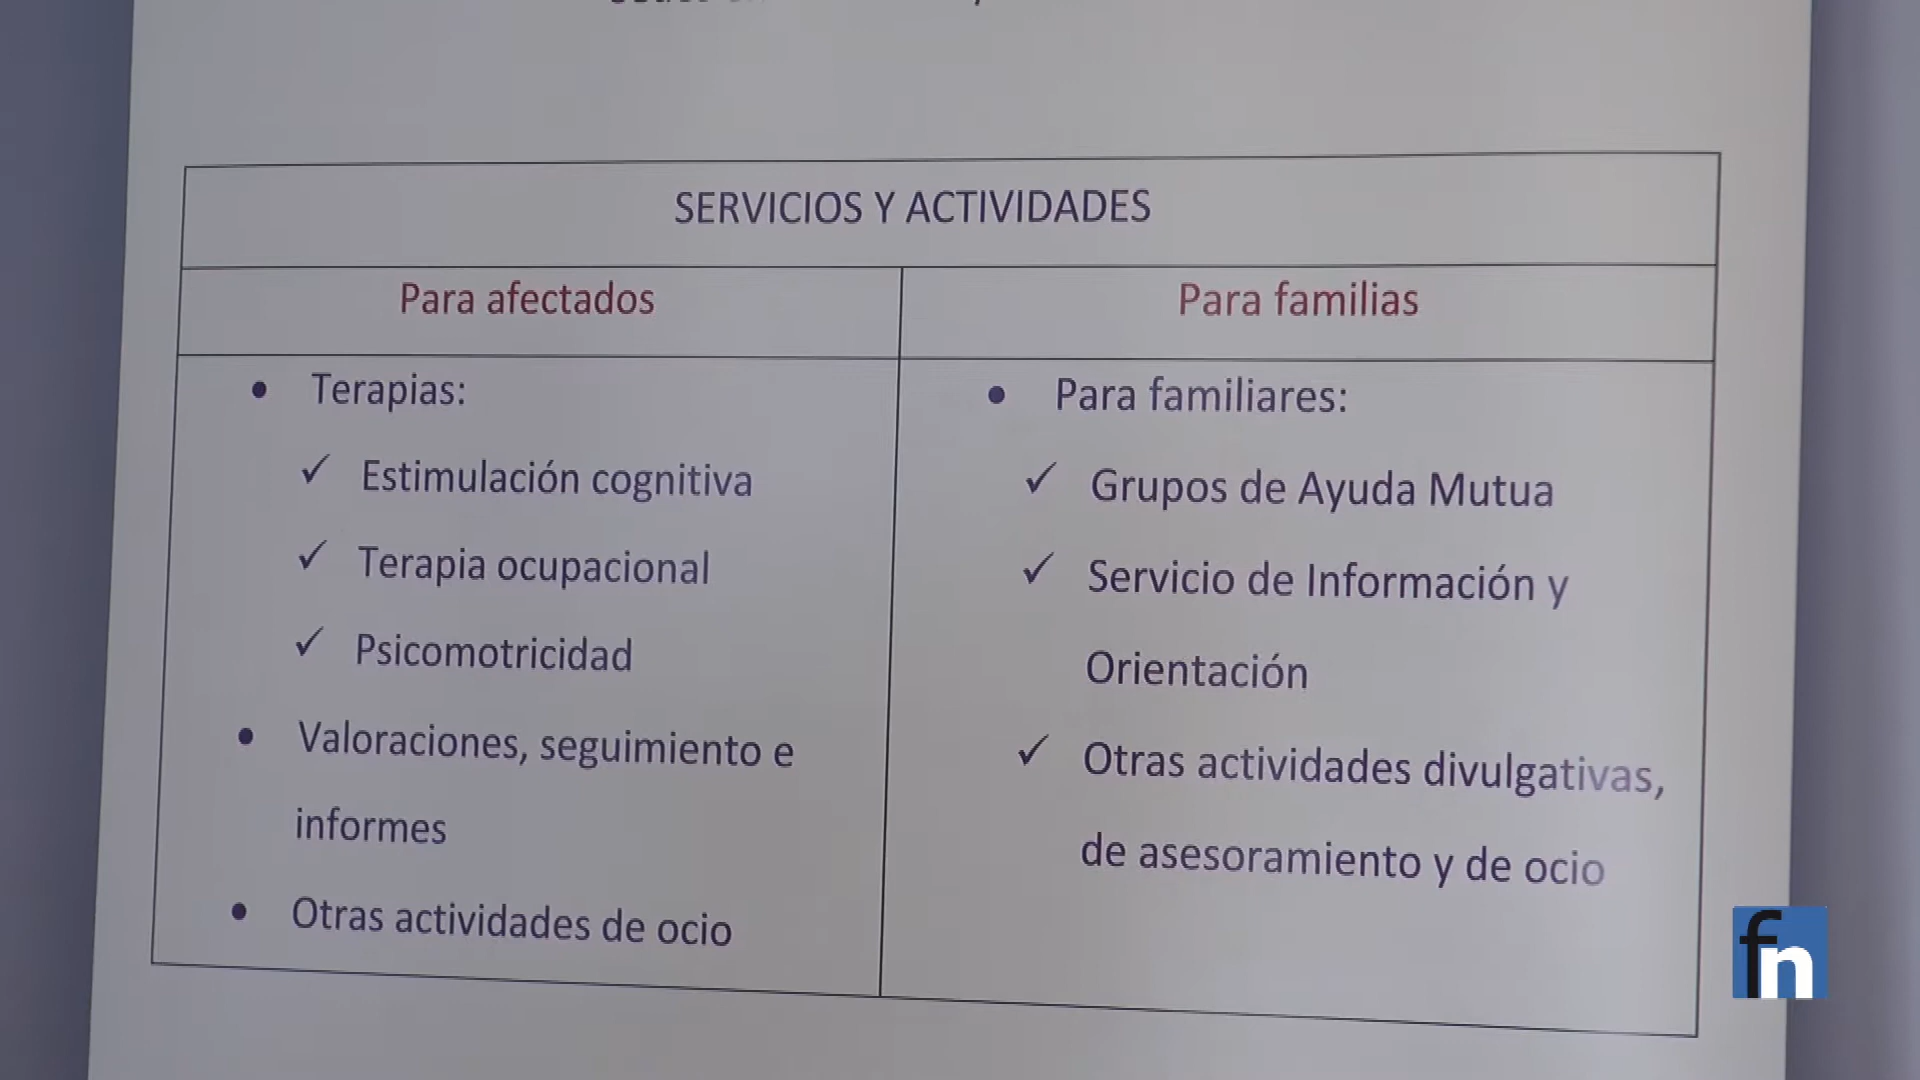 SERVICIOS Y ACTIVIDADES
Para afectados
Para familias
• Terapias:
✓ Estimulación cognitiva
✓ Terapia ocupacional
✓ Psicomotricidad
• Valoraciones, seguimiento e
informes
• Otras actividades de ocio
• Para familiares:
✓ Grupos de Ayuda Mutua
✓ Servicio de Información y
Orientación
✓ Otras actividades divulgativas,
de asesoramiento y de ocio
fn